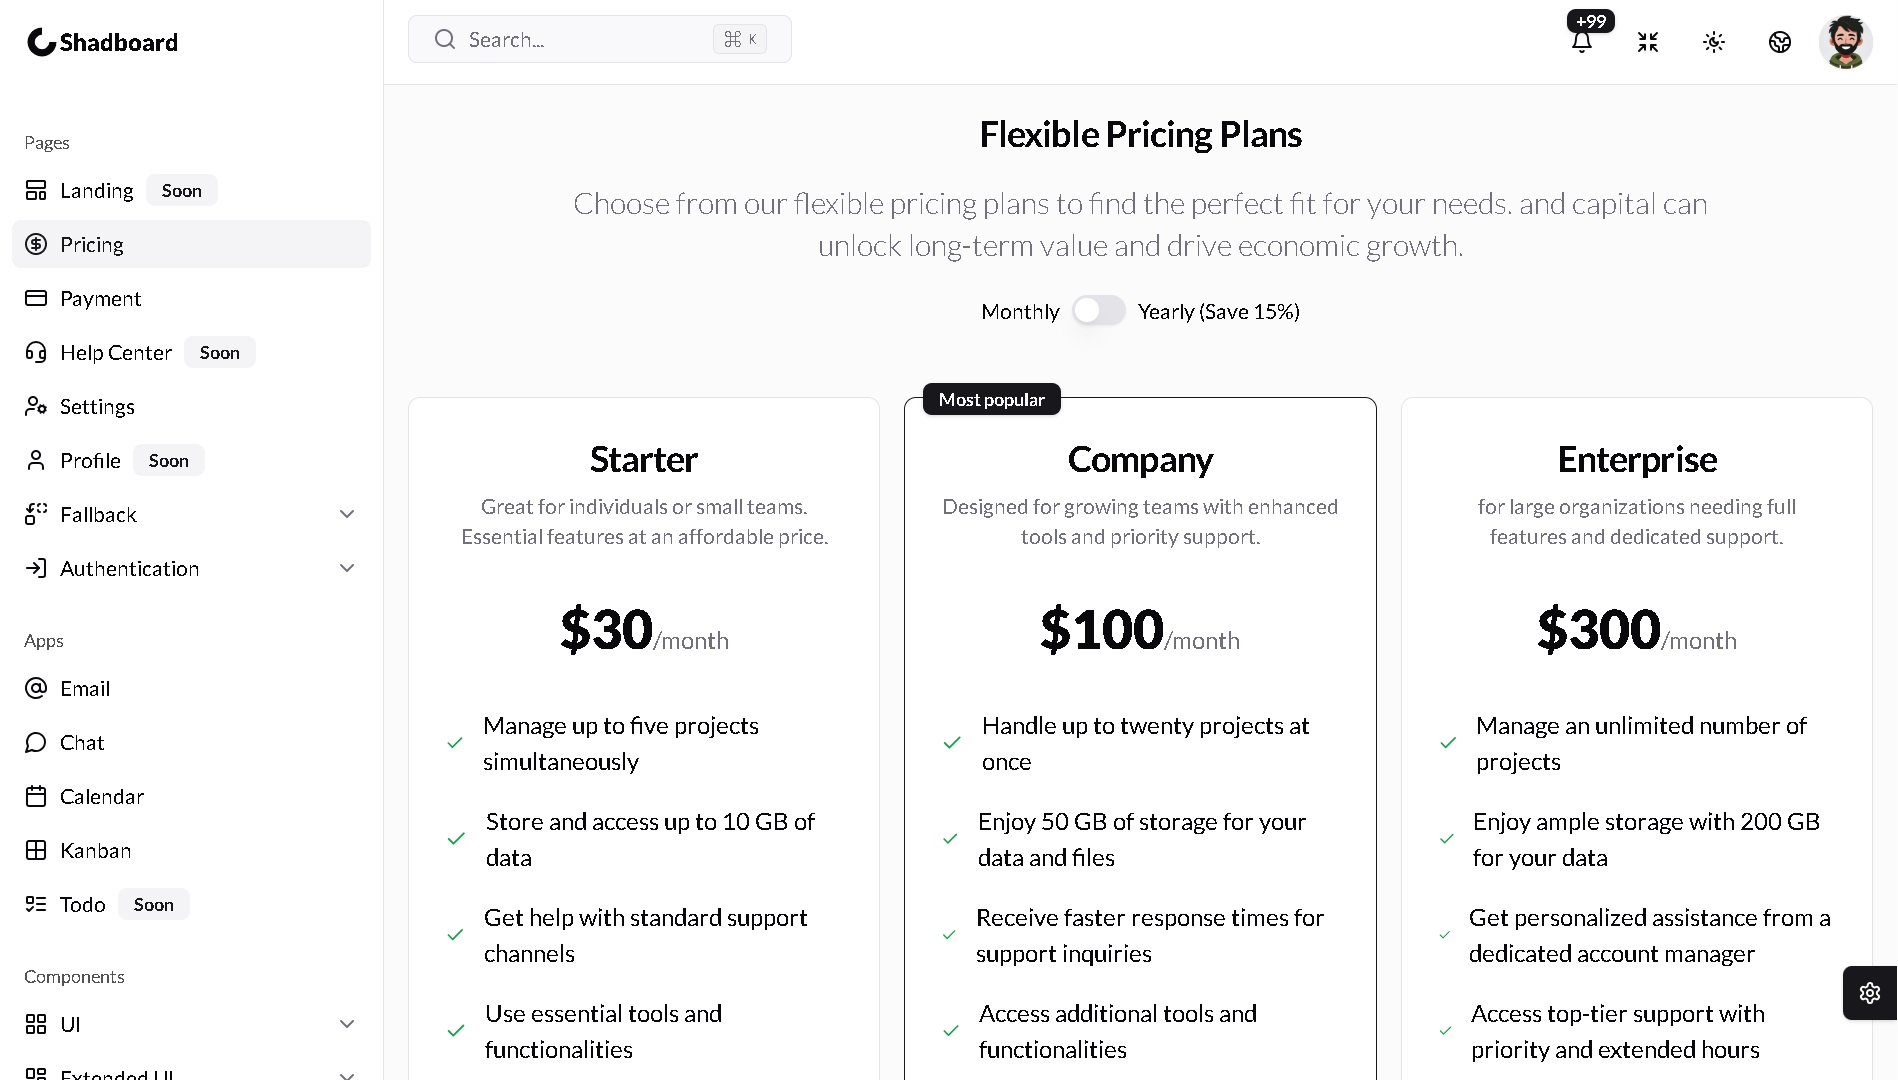 Shadboard
Search...
⌘ K
+99
Pages
Landing Soon
Pricing
Payment
Help Center Soon
Settings
Profile Soon
Fallback
Authentication
Apps
Email
Chat
Calendar
Kanban
Todo Soon
Components
UI
Extended UI
Flexible Pricing Plans
Choose from our flexible pricing plans to find the perfect fit for your needs. and capital can
unlock long-term value and drive economic growth.
Monthly Yearly (Save 15%)
Starter
Great for individuals or small teams.
Essential features at an affordable price.
$30/month
Manage up to five projects
simultaneously
Store and access up to 10 GB of
data
Get help with standard support
channels
Use essential tools and
functionalities
Most popular
Company
Designed for growing teams with enhanced
tools and priority support.
$100/month
Handle up to twenty projects at
once
Enjoy 50 GB of storage for your
data and files
Receive faster response times for
support inquiries
Access additional tools and
functionalities
Enterprise
for large organizations needing full
features and dedicated support.
$300/month
Manage an unlimited number of
projects
Enjoy ample storage with 200 GB
for your data
Get personalized assistance from a
dedicated account manager
Access top-tier support with
priority and extended hours